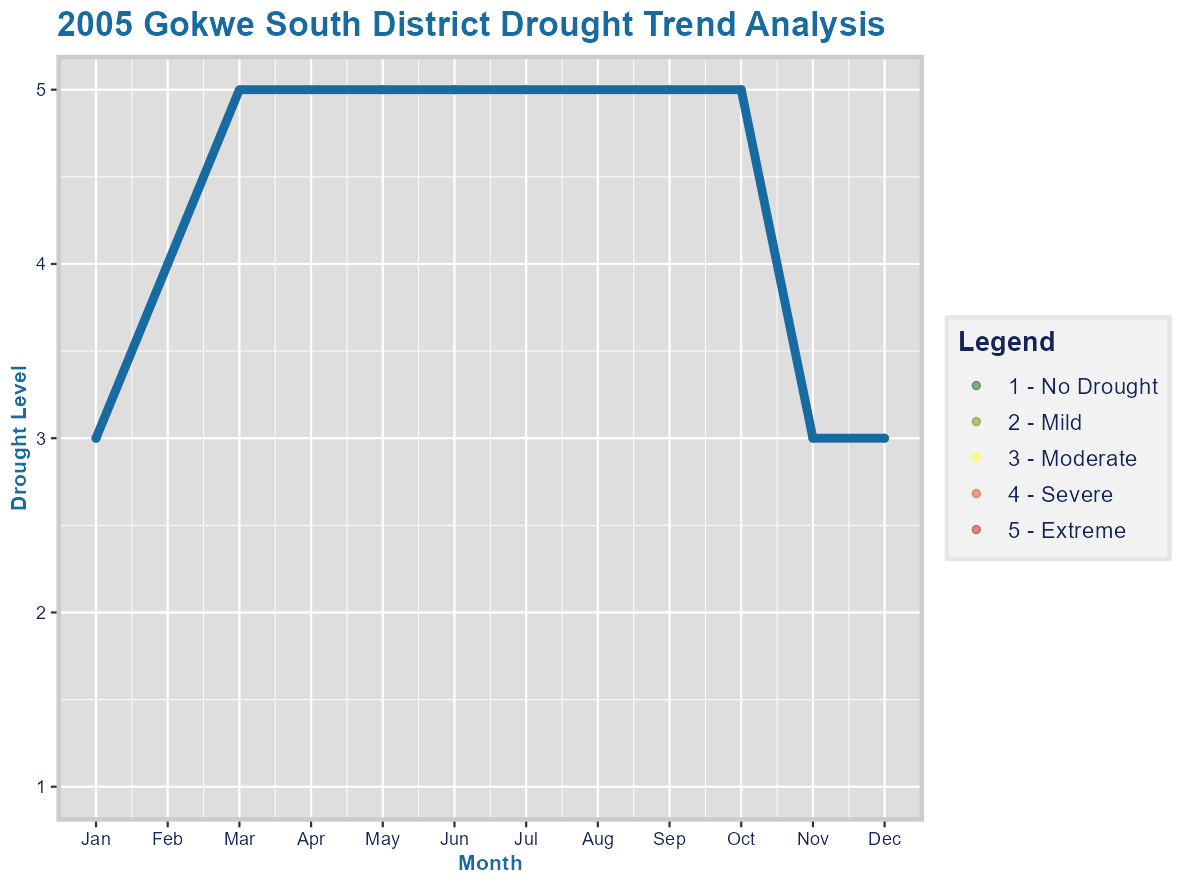 2005 Gokwe South District Drought Trend Analysis
5
4
3
2
1
Drought Level
Jan Feb Mar Apr May Jun Jul Aug Sep Oct Nov Dec
Month
Legend
1 - No Drought
2 - Mild
3 - Moderate
4 - Severe
5 - Extreme